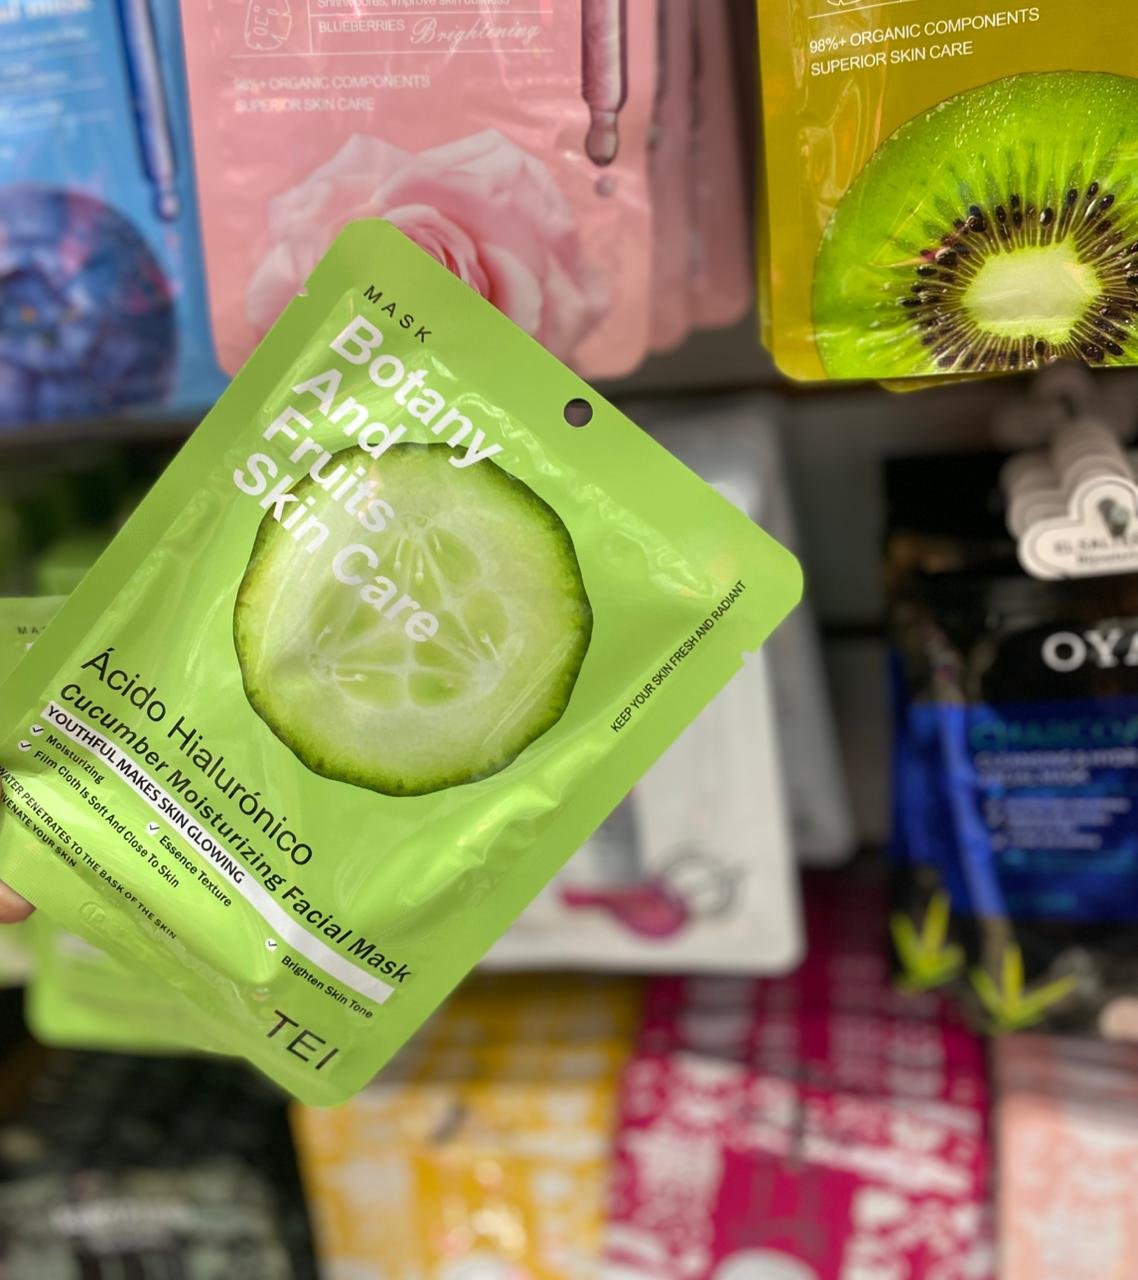 BLUEBERRIES Brightening
98%+ ORGANIC COMPONENTS
SUPERIOR SKIN CARE
98%+ ORGANIC COMPONENTS
SUPERIOR SKIN CARE
MASK
Botany
And
Fruits
Skin Care
KEEP YOUR SKIN FRESH AND RADIANT
Ácido Hialurónico
Cucumber Moisturizing Facial Mask
YOUTHFUL MAKES SKIN GLOWING
Moisturizing
Film Cloth Is Soft And Close To Skin
Essence Texture
Brighten Skin Tone
WATER PENETRATES TO THE BASK OF THE SKIN
YOUR SKIN
TEI
OYA